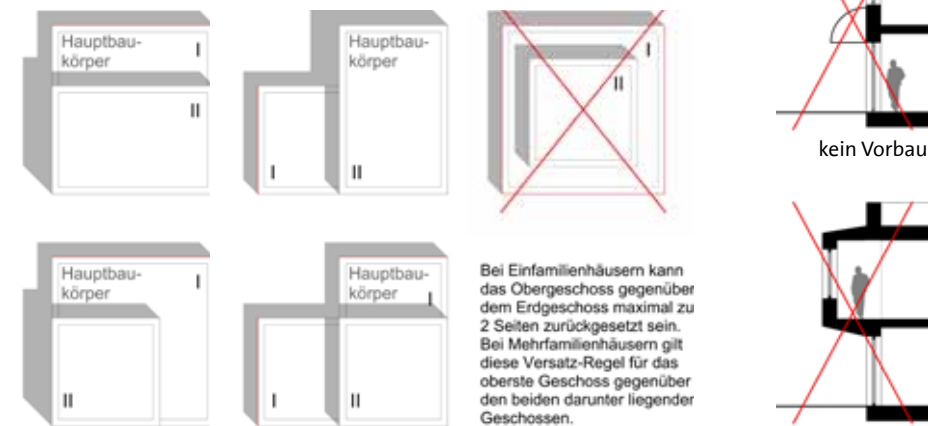 Hauptbau-
körper
I
II
Hauptbau-
körper
I
II
I
II
kein Vorbau
Hauptbau-
körper
I
II
Hauptbau-
körper
I
I
II
Bei Einfamilienhäusern kann
das Obergeschoss gegenüber
dem Erdgeschoss maximal zu
2 Seiten zurückgesetzt sein.
Bei Mehrfamilienhäusern gilt
diese Versatz-Regel für das
oberste Geschoss gegenüber
den beiden darunter liegender
Geschossen.